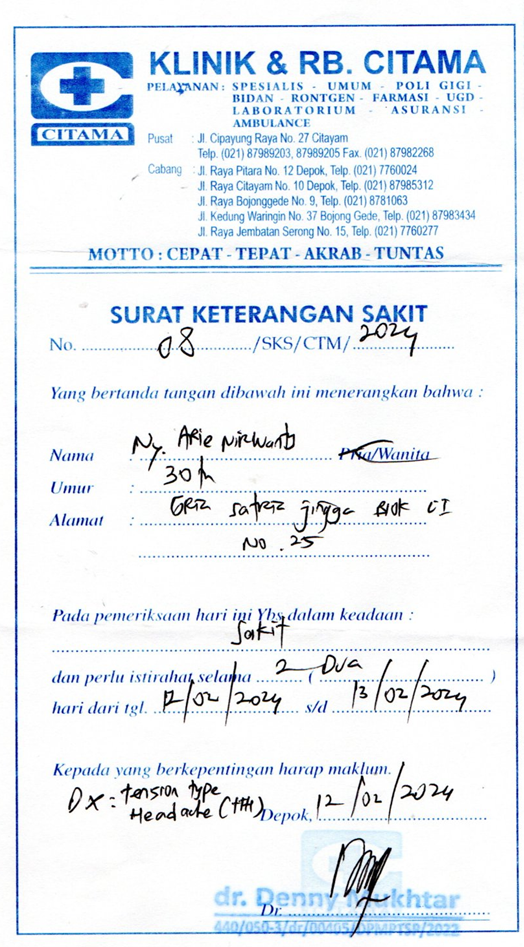 KLINIK & RB. CITAMA
PELAYANAN : SPESIALIS - UMUM - POLI GIGI -
BIDAN - RONTGEN - FARMASI - UGD -
LABORATORIUM - ASURANSI -
AMBULANCE
CITAMA
Pusat : Jl. Cipayung Raya No. 27 Citayam
Telp. (021) 87989203, 87989205 Fax. (021) 87982268
Cabang : Jl. Raya Pitara No. 12 Depok, Telp. (021) 7760024
Jl. Raya Citayam No. 10 Depok, Telp. (021) 87985312
Jl. Raya Bojonggede No. 9, Telp. (021) 8781063
Jl. Kedung Waringin No. 37 Bojong Gede, Telp. (021) 87983434
Jl. Raya Jembatan Serong No. 15, Telp. (021) 7760277
MOTTO : CEPAT - TEPAT - AKRAB - TUNTAS
SURAT KETERANGAN SAKIT
No. 08 /SKS/CTM/ 2024
Yang bertanda tangan dibawah ini menerangkan bahwa :
Nama : Ny. Arie Pria/Wanita
Umur : 30 th
Alamat : Satria Jingga Blok CI
No. 25
Pada pemeriksaan hari ini Ybs dalam keadaan :
Sakit
dan perlu istirahat selama 2 ( Dua )
hari dari tgl. 12/02/2024 s/d 13/02/2024
Kepada yang berkepentingan harap maklum.
DX = tension type
Headache (TTH)
Depok, 12/02/2024
dr. Denny Mukhtar
Dr.
440/050-3/dr/00405/DPMPTSP/2022